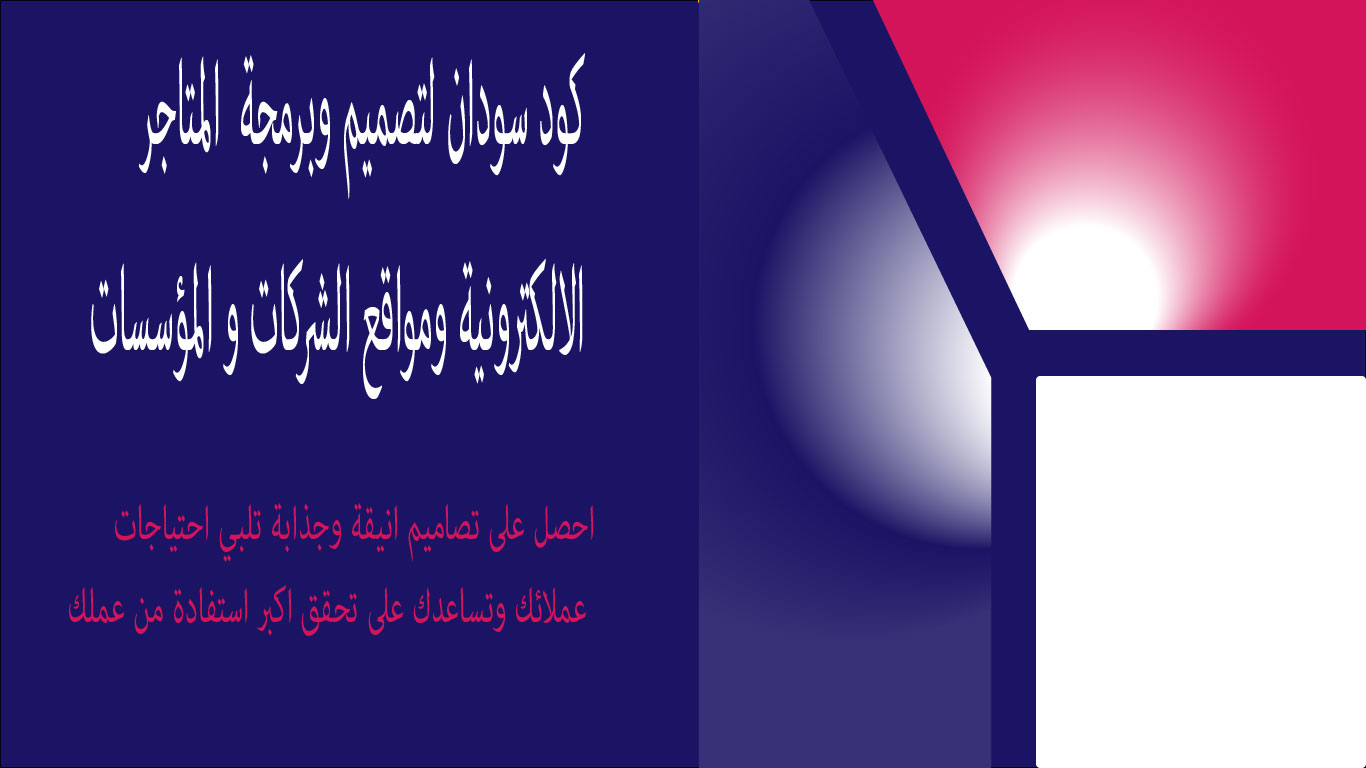 كود سودان لتصميم وبرمجة المتاجر
الالكترونية ومواقع الشركات و المؤسسات
احصل على تصاميم انيقة وجذابة تلبي احتياجات
عملائك وتساعدك على تحقق اكبر استفادة من عملك